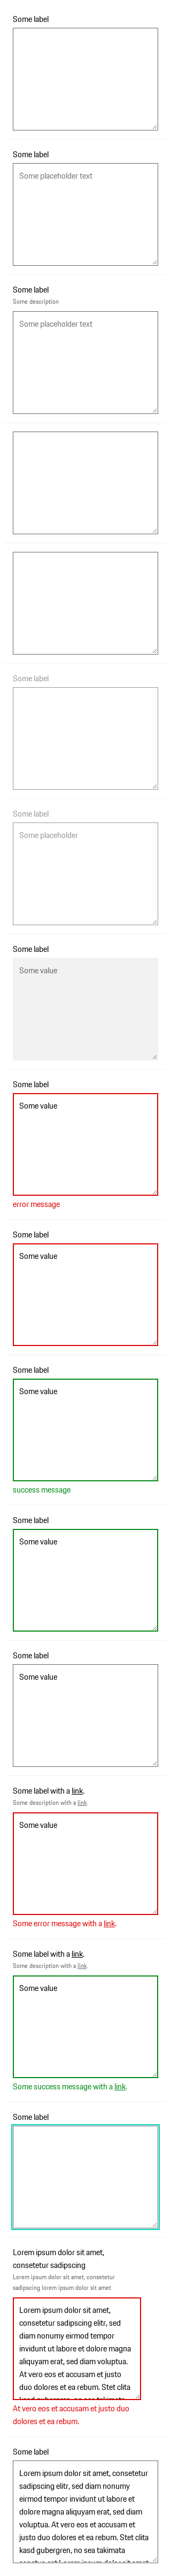 Some label
Some label
Some placeholder text
Some label
Some description
Some placeholder text
Some label
Some label
Some placeholder
Some label
Some value
Some label
Some value
error message
Some label
Some value
Some label
Some value
success message
Some label
Some value
Some label
Some value
Some label with a link.
Some description with a link.
Some value
Some error message with a link.
Some label with a link.
Some description with a link.
Some value
Some success message with a link.
Some label
Lorem ipsum dolor sit amet,
consetetur sadipscing
Lorem ipsum dolor sit amet, consetetur
sadipscing lorem ipsum dolor sit amet
Lorem ipsum dolor sit amet,
consetetur sadipscing elitr, sed
diam nonumy eirmod tempor
invidunt ut labore et dolore magna
aliquyam erat, sed diam voluptua.
At vero eos et accusam et justo
duo dolores et ea rebum. Stet clita
At vero eos et accusam et justo duo
dolores et ea rebum.
Some label
Lorem ipsum dolor sit amet, consetetur
sadipscing elitr, sed diam nonumy
eirmod tempor invidunt ut labore et
dolore magna aliquyam erat, sed diam
voluptua. At vero eos et accusam et
justo duo dolores et ea rebum. Stet clita
kasd gubergren, no sea takimata